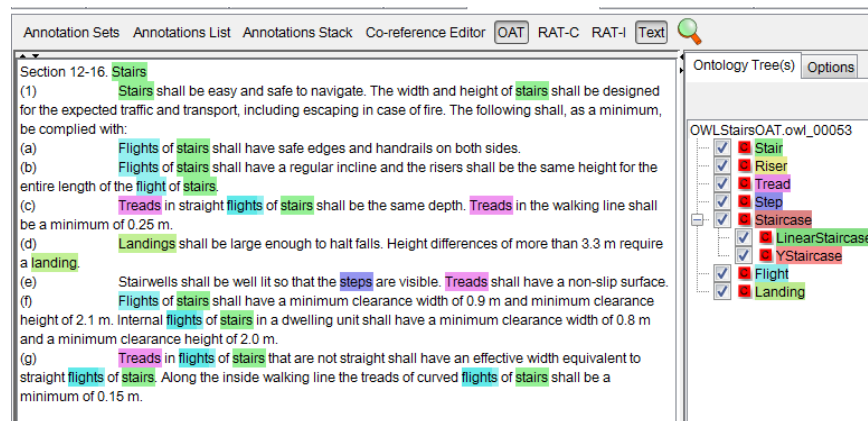 Annotation Sets Annotations List Annotations Stack Co-reference Editor OAT RAT-C RAT-I Text
Section 12-16. Stairs
(1) Stairs shall be easy and safe to navigate. The width and height of stairs shall be designed
for the expected traffic and transport, including escaping in case of fire. The following shall, as a minimum,
be complied with:
(a) Flights of stairs shall have safe edges and handrails on both sides.
(b) Flights of stairs shall have a regular incline and the risers shall be the same height for the
entire length of the flight of stairs.
(c) Treads in straight flights of stairs shall be the same depth. Treads in the walking line shall
be a minimum of 0.25 m.
(d) Landings shall be large enough to half falls. Height differences of more than 3.3 m require
a landing.
(e) Stairwells shall be well lit so that the steps are visible. Treads shall have a non-slip surface.
(f) Flights of stairs shall have a minimum clearance width of 0.9 m and minimum clearance
height of 2.1 m. Internal flights of stairs in a dwelling unit shall have a minimum clearance width of 0.8 m
and a minimum clearance height of 2.0 m.
(g) Treads in flights of stairs that are not straight shall have an effective width equivalent to
straight flights of stairs. Along the inside walking line the treads of curved flights of stairs shall be a
minimum of 0.15 m.
Ontology Tree(s) Options
OWLStairsOAT.owl_00053
C Stair
C Riser
C Tread
C Step
C Staircase
C LinearStaircase
C YStaircase
C Flight
C Landing